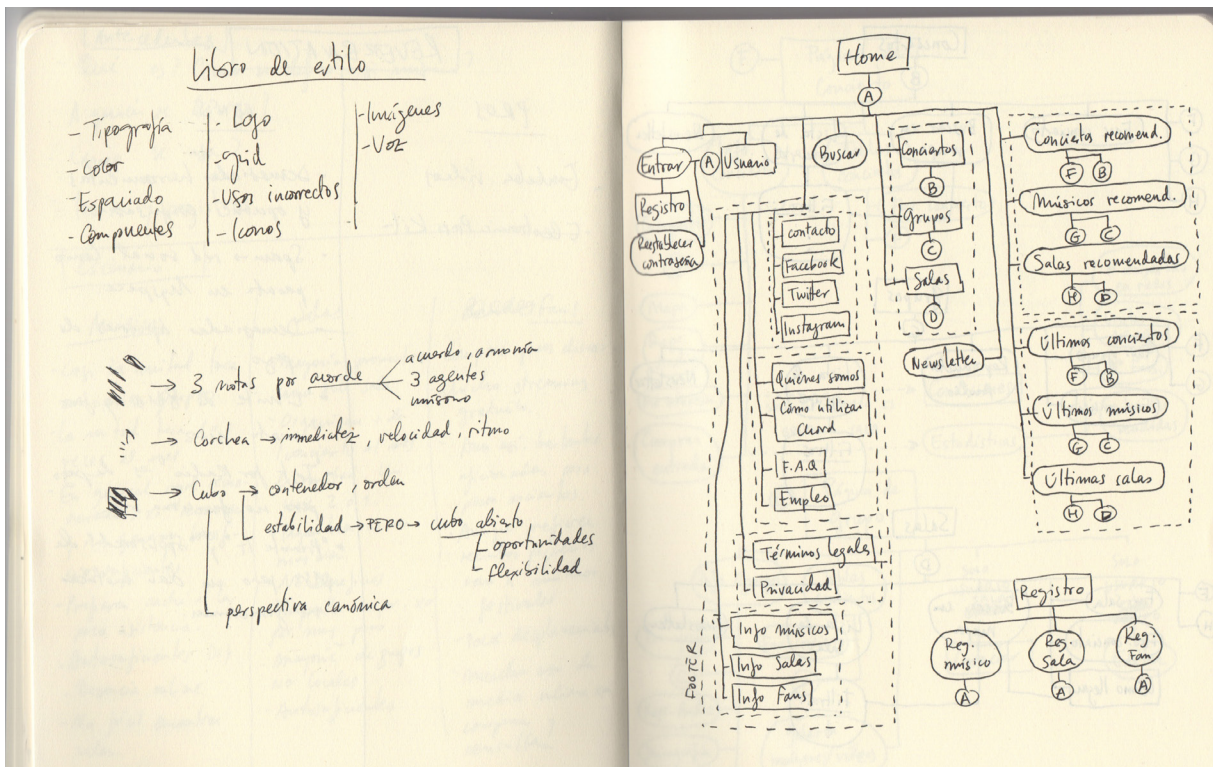 Libro de estilo
- Tipografía
- Color
- Espaciado
- Componentes
- Logo
- grid
- Usos incorrectos
- Iconos
- Imágenes
- Voz
→ 3 notas por acorde
acuerdo, armonía
3 agentes
unísono
→ Corchea → inmediatez, velocidad, ritmo
→ Cubo → contenedor, orden
estabilidad → PERO → cubo abierto
oportunidades
flexibilidad
perspectiva canónica
Home
A
Entrar
A
Usuario
Buscar
Registro
Reestablecer
contraseña
Conciertos
B
Grupos
C
Salas
D
Newsletter
Conciertos recomend.
F B
Músicos recomend.
G C
Salas recomendadas
H D
Últimos conciertos
F B
Últimos músicos
G C
Últimas salas
H D
contacto
Facebook
Twitter
Instagram
Quiénes somos
Cómo utilizar
Chord
F.A.Q
Empleo
Términos legales
Privacidad
Info músicos
Info Salas
Info Fans
FOOTER
Registro
Reg.
músico
A
Reg.
Sala
A
Reg.
Fan
A